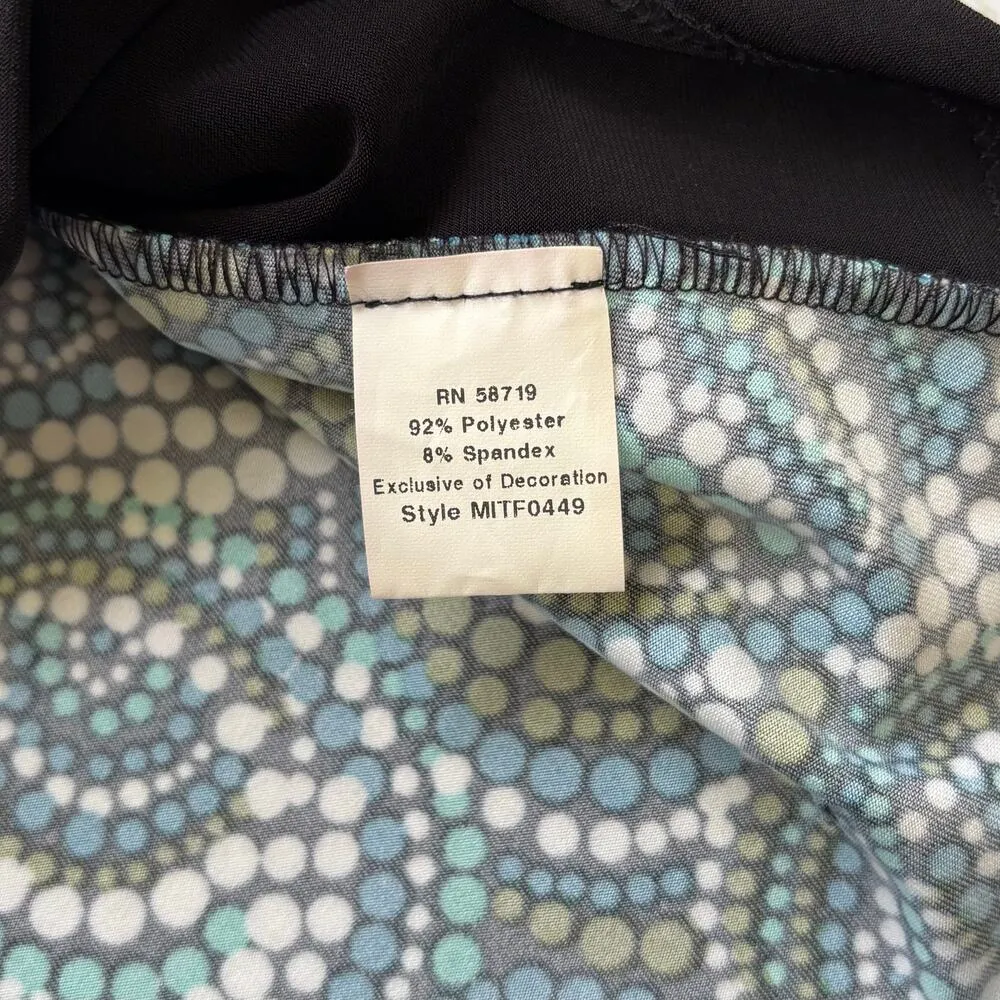 RN 58719
92% Polyester
8% Spandex
Exclusive of Decoration
Style MITF0449